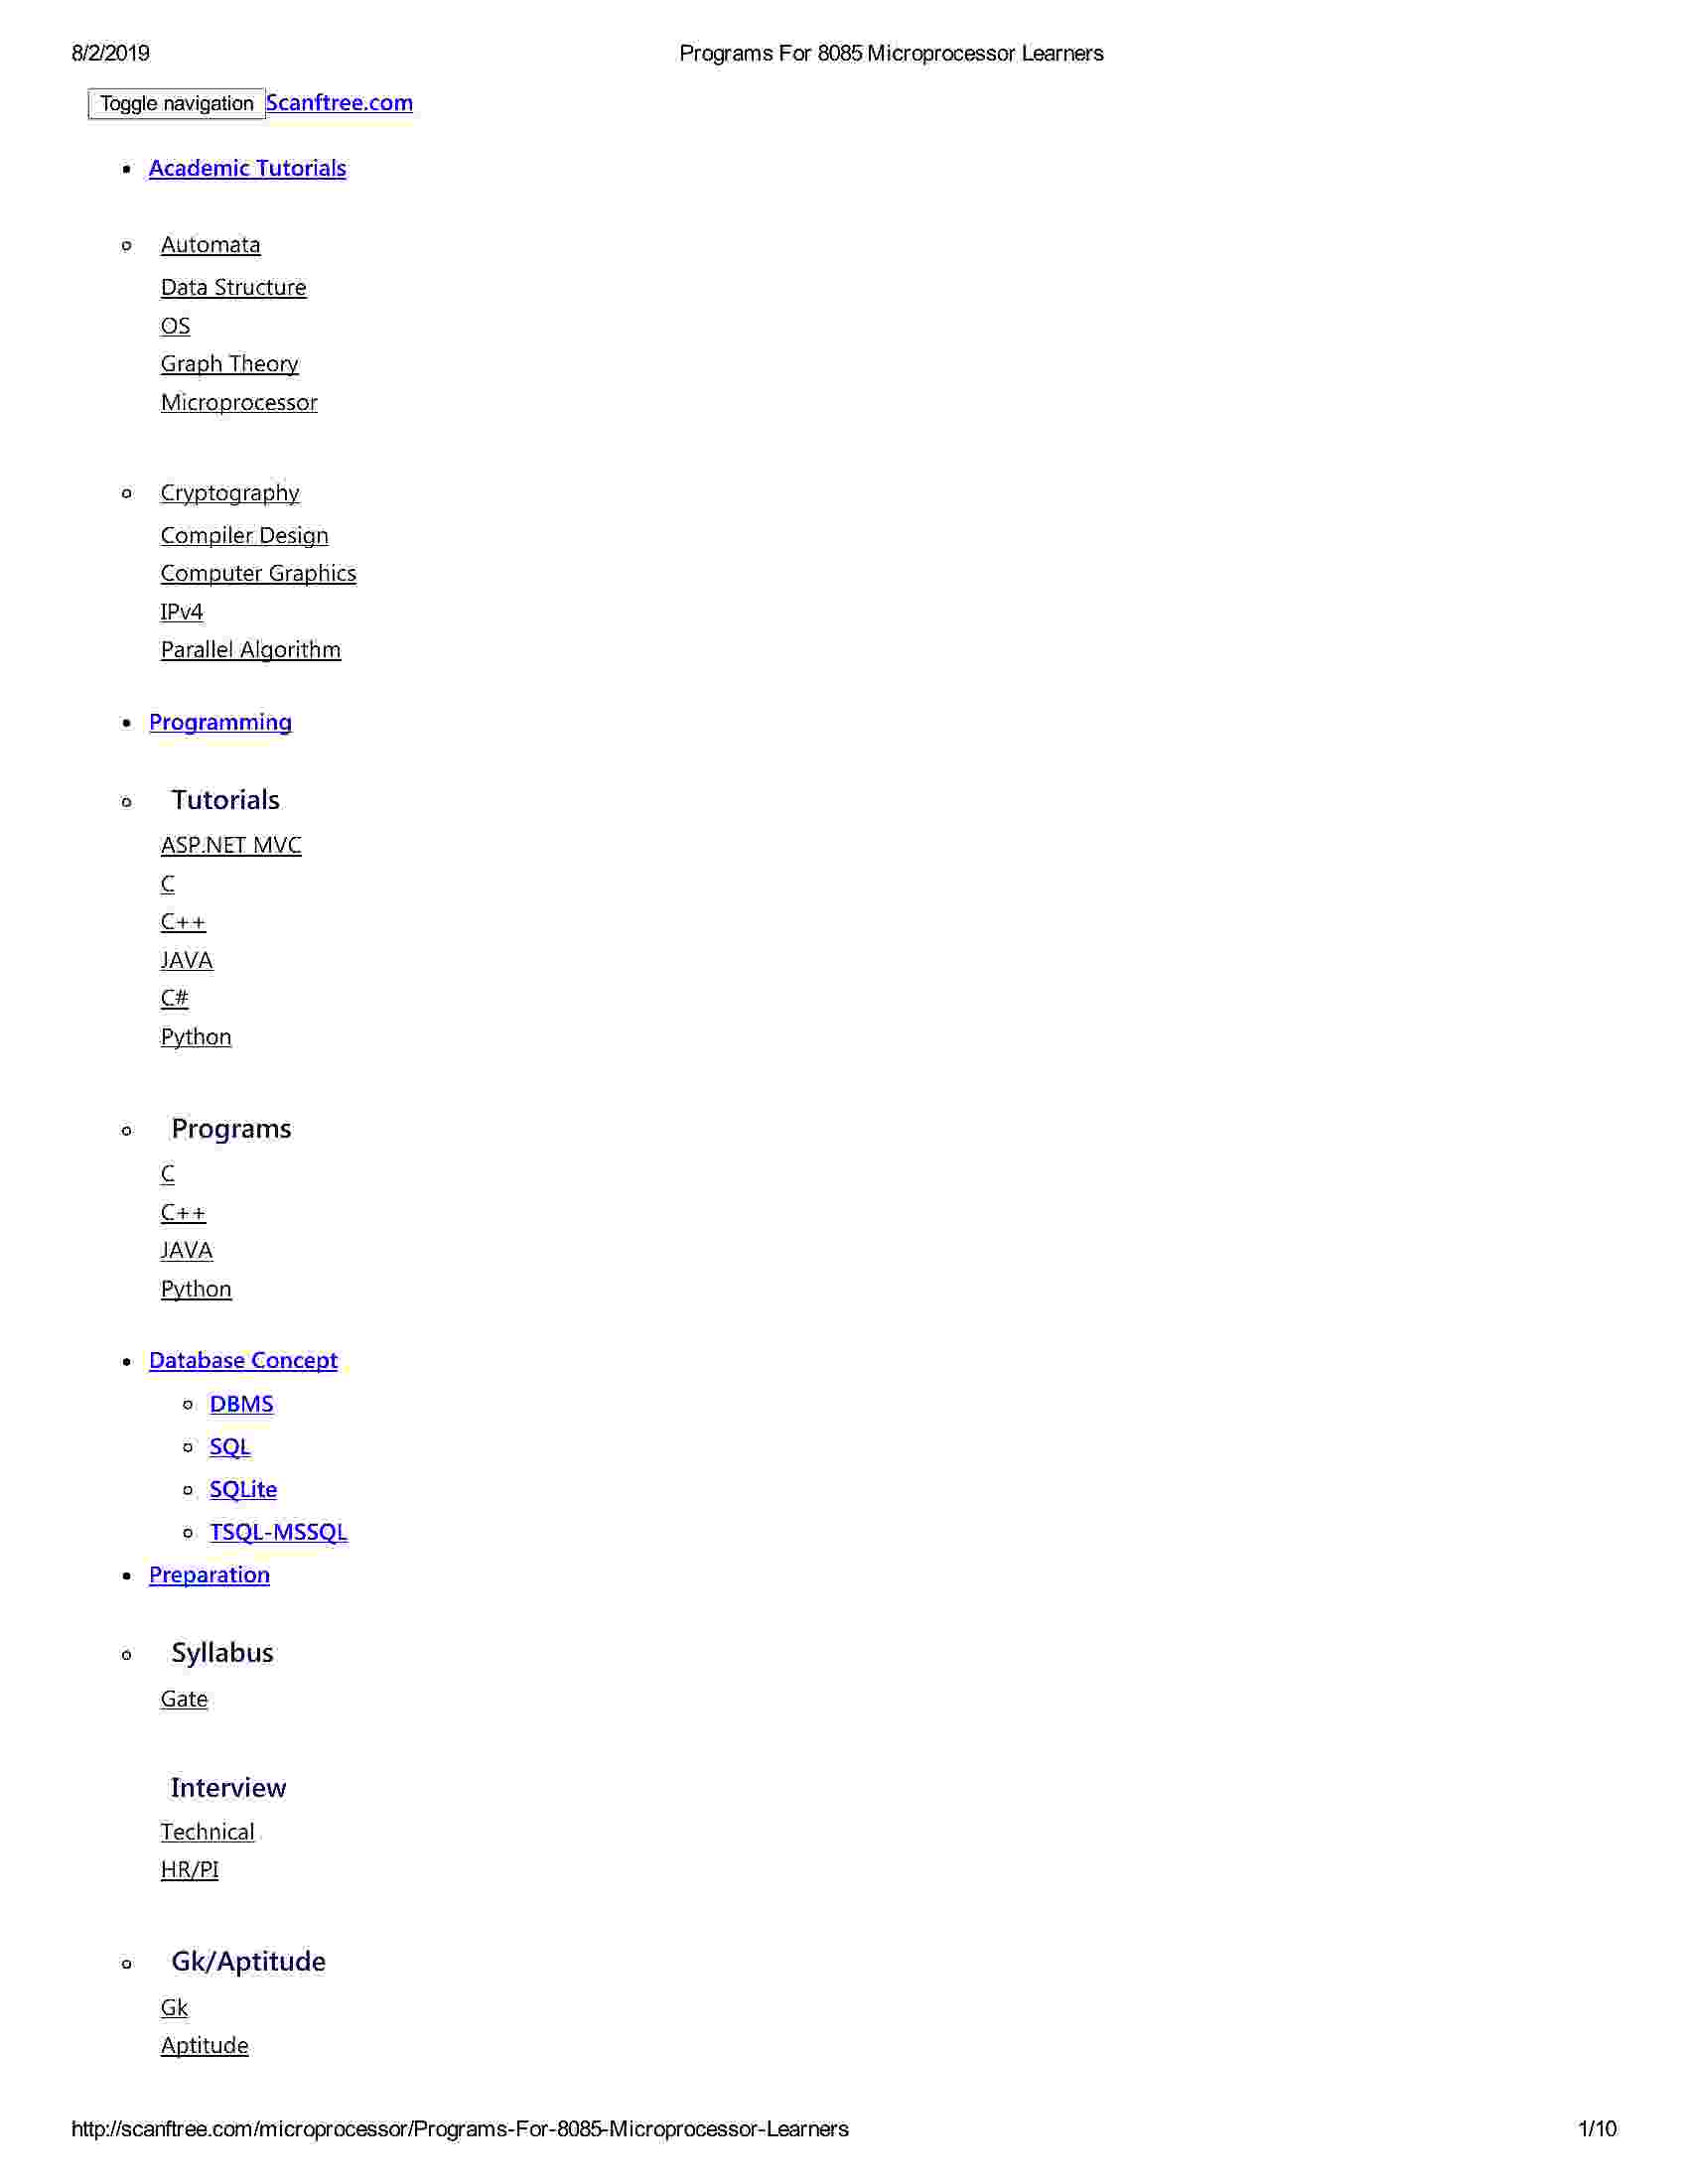 8/2/2019 Programs For 8085 Microprocessor Learners
Toggle navigation Scanftree.com
Academic Tutorials
Automata
Data Structure
OS
Graph Theory
Microprocessor
Cryptography
Compiler Design
Computer Graphics
IPv4
Parallel Algorithm
Programming
Tutorials
ASP.NET MVC
C
C++
JAVA
C#
Python
Programs
C
C++
JAVA
Python
Database Concept
DBMS
SQL
SQLite
TSQL-MSSQL
Preparation
Syllabus
Gate
Interview
Technical
HR/PI
Gk/Aptitude
Gk
Aptitude
http://scanftree.com/microprocessor/Programs-For-8085-Microprocessor-Learners 1/10